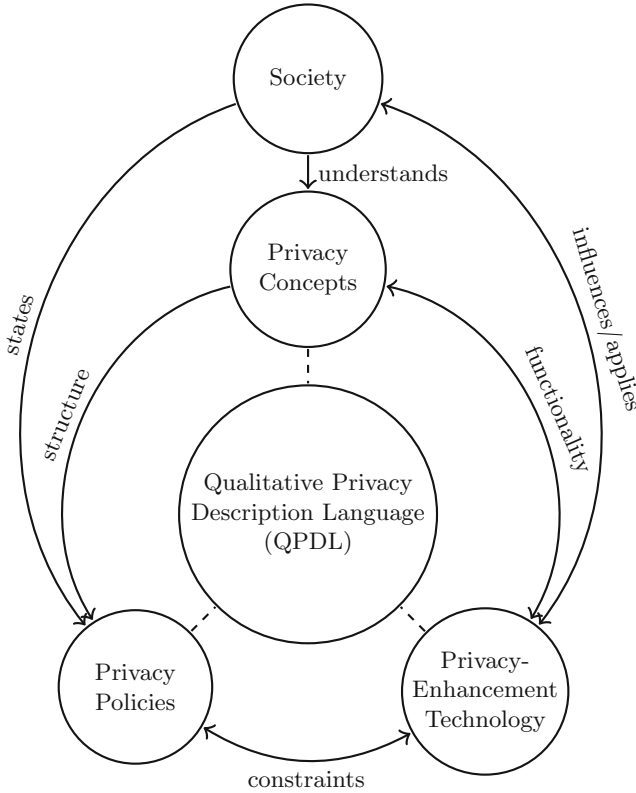 Society
understands
Privacy
Concepts
states
structure
influences/applies
functionality
Qualitative Privacy
Description Language
(QPDL)
Privacy
Policies
Privacy-
Enhancement
Technology
constraints